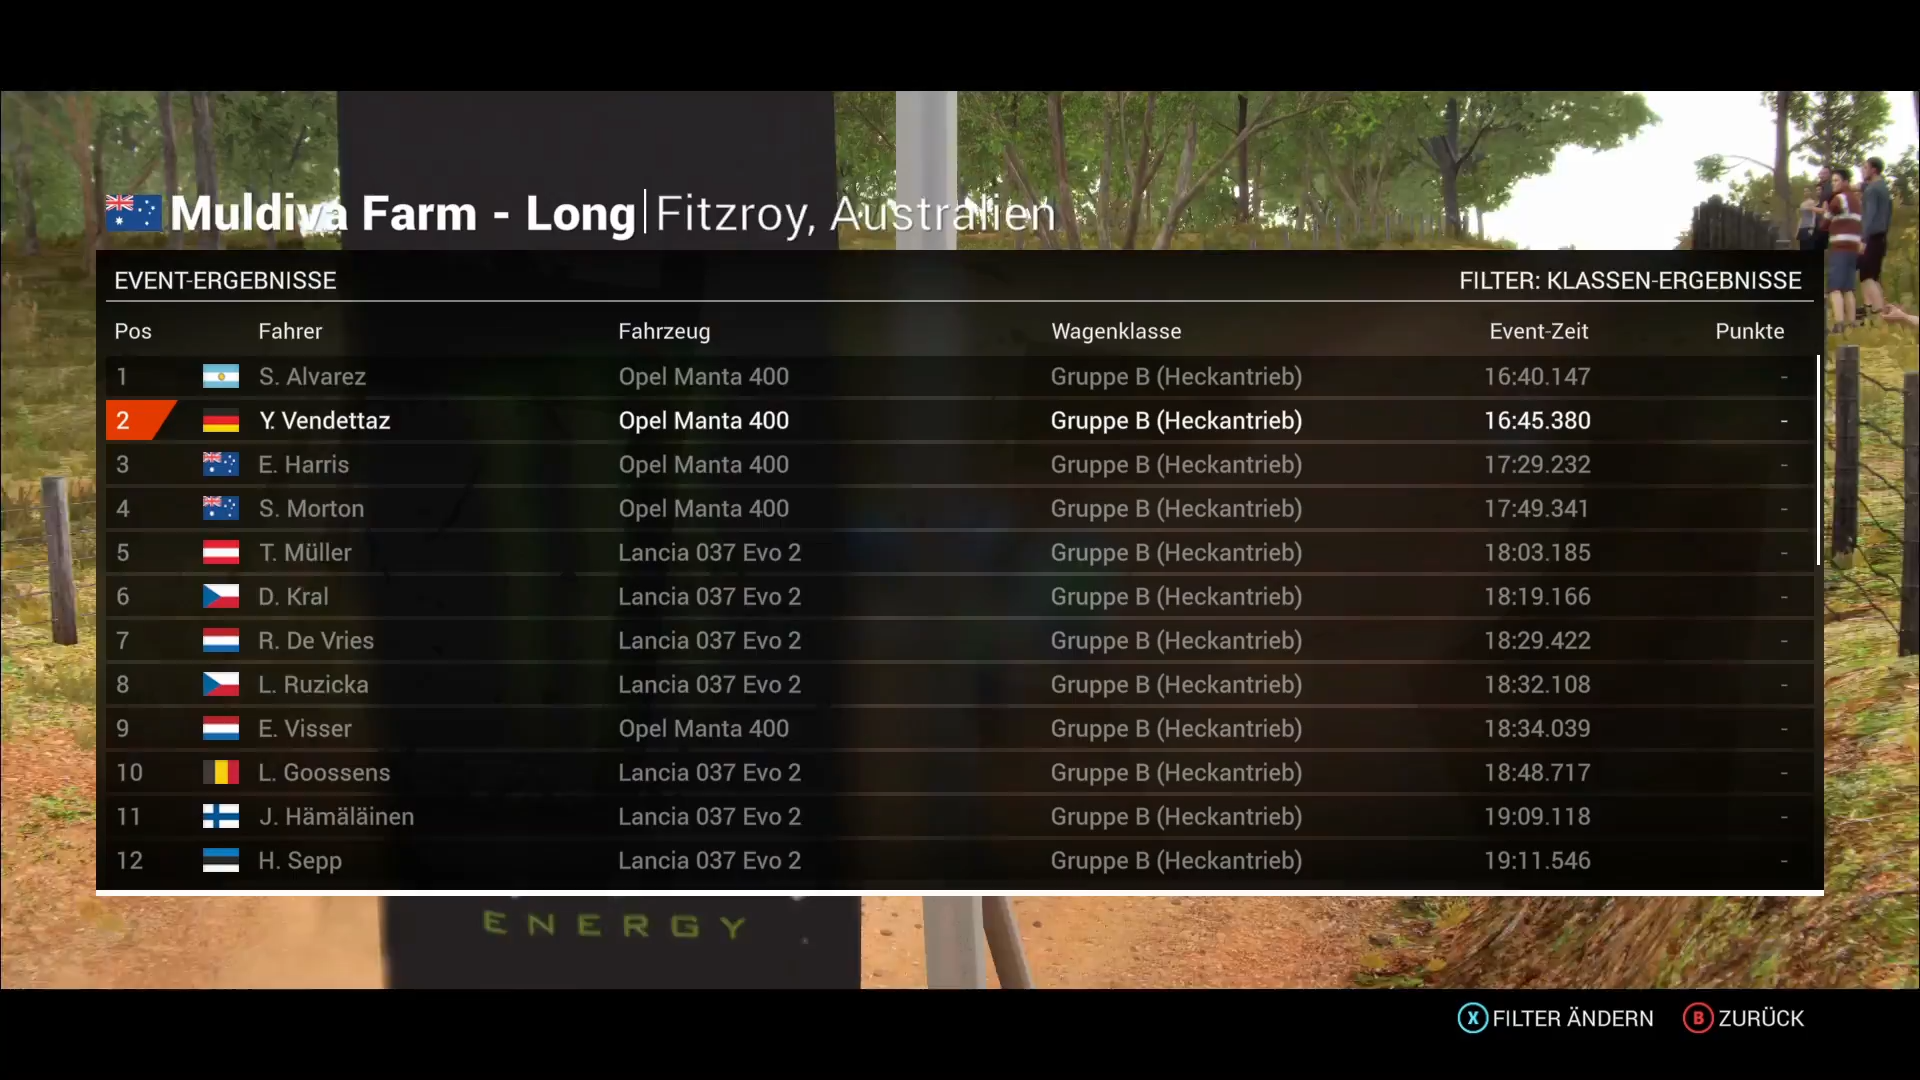 Muldiva Farm - Long | Fitzroy, Australien
EVENT-ERGEBNISSE FILTER: KLASSEN-ERGEBNISSE
Pos Fahrer Fahrzeug Wagenklasse Event-Zeit Punkte
1 S. Alvarez Opel Manta 400 Gruppe B (Heckantrieb) 16:40.147 -
2 Y. Vendettaz Opel Manta 400 Gruppe B (Heckantrieb) 16:45.380 -
3 E. Harris Opel Manta 400 Gruppe B (Heckantrieb) 17:29.232 -
4 S. Morton Opel Manta 400 Gruppe B (Heckantrieb) 17:49.341 -
5 T. Müller Lancia 037 Evo 2 Gruppe B (Heckantrieb) 18:03.185 -
6 D. Kral Lancia 037 Evo 2 Gruppe B (Heckantrieb) 18:19.166 -
7 R. De Vries Lancia 037 Evo 2 Gruppe B (Heckantrieb) 18:29.422 -
8 L. Ruzicka Lancia 037 Evo 2 Gruppe B (Heckantrieb) 18:32.108 -
9 E. Visser Opel Manta 400 Gruppe B (Heckantrieb) 18:34.039 -
10 L. Goossens Lancia 037 Evo 2 Gruppe B (Heckantrieb) 18:48.717 -
11 J. Hämäläinen Lancia 037 Evo 2 Gruppe B (Heckantrieb) 19:09.118 -
12 H. Sepp Lancia 037 Evo 2 Gruppe B (Heckantrieb) 19:11.546 -
ENERGY
X FILTER ÄNDERN B ZURÜCK